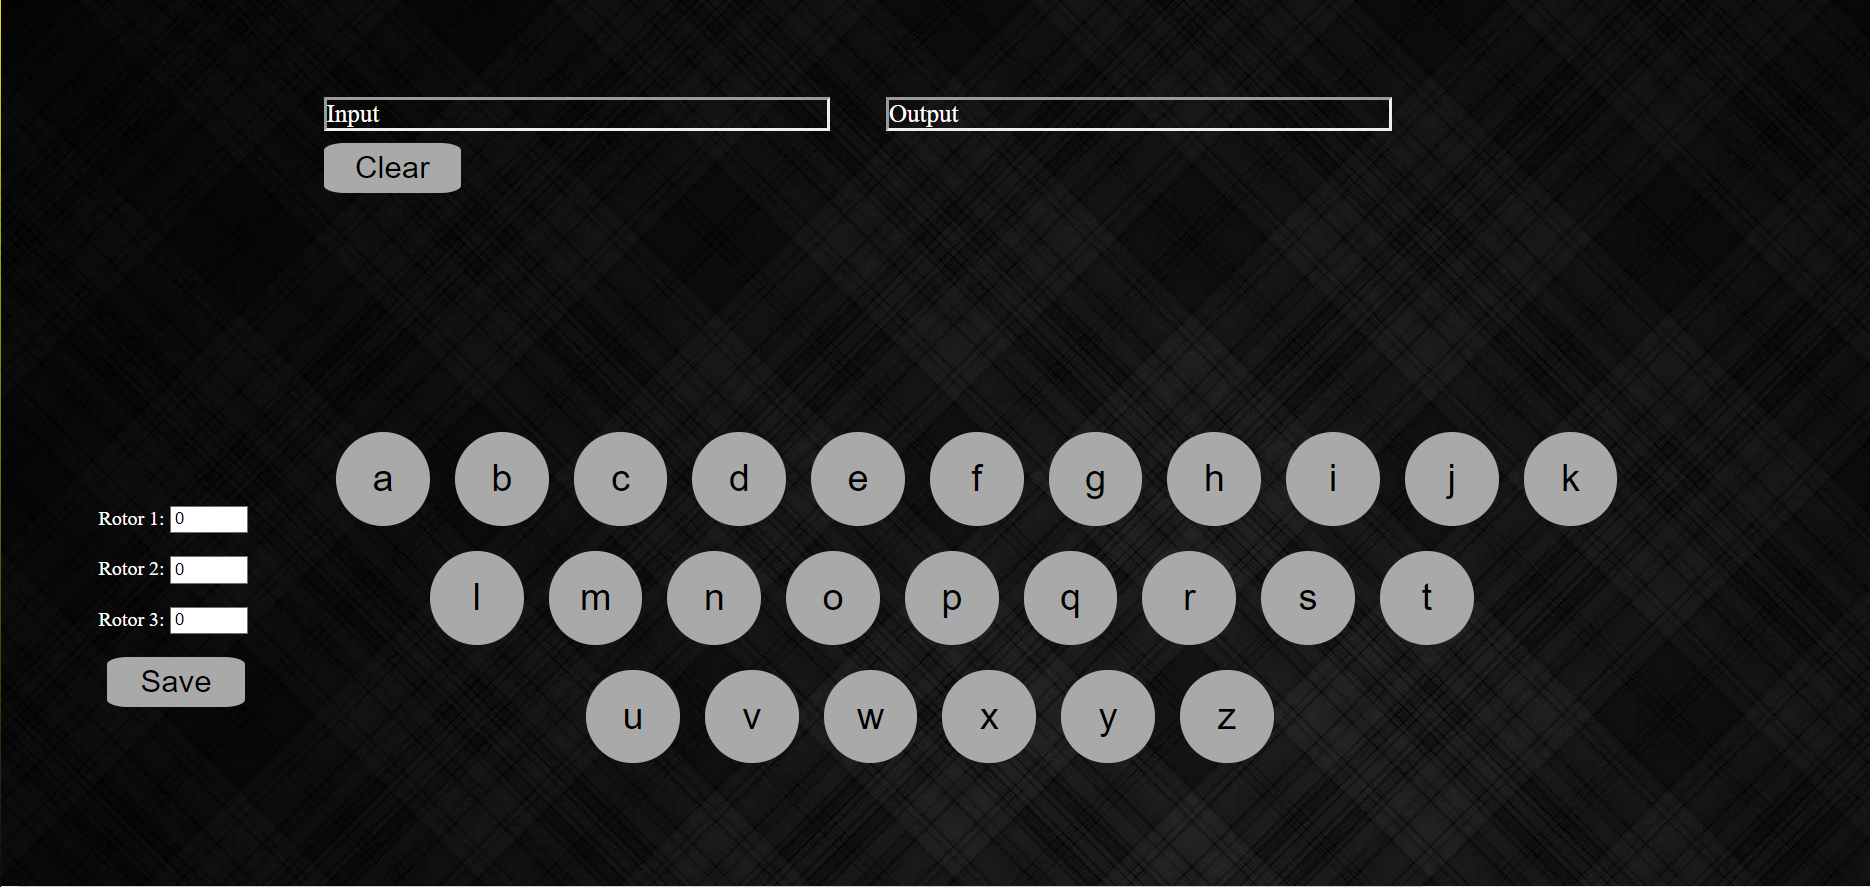 Input Output
Clear
a b c d e f g h i j k
Rotor 1: 0
Rotor 2: 0
l m n o p q r s t
Rotor 3: 0
Save
u v w x y z